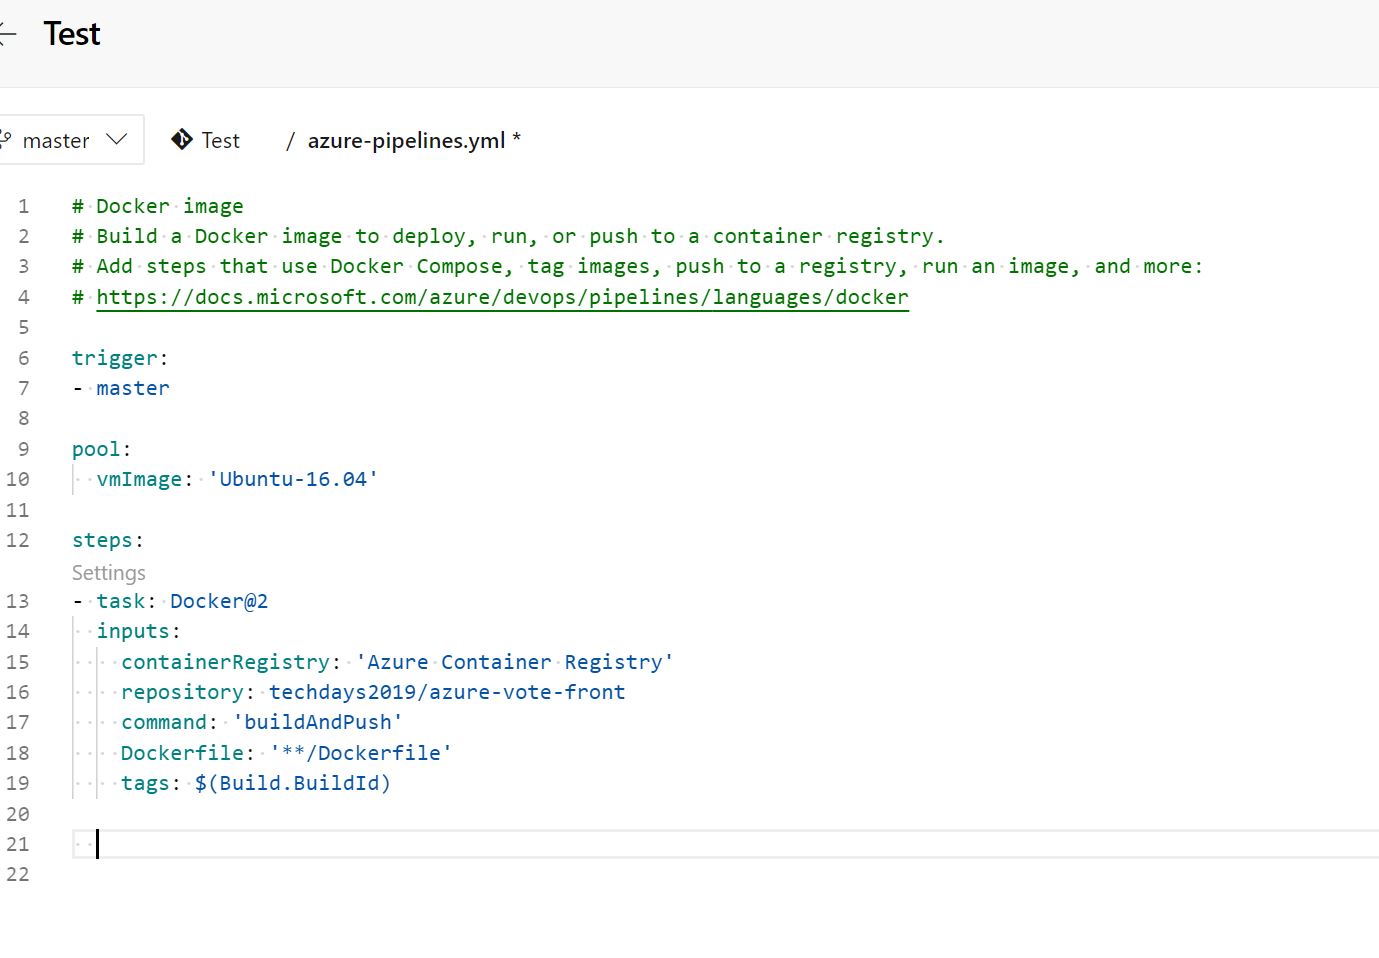 Test
master Test / azure-pipelines.yml *
1 # Docker image
2 # Build a Docker image to deploy, run, or push to a container registry.
3 # Add steps that use Docker Compose, tag images, push to a registry, run an image, and more:
4 # https://docs.microsoft.com/azure/devops/pipelines/languages/docker
5
6 trigger:
7 - master
8
9 pool:
10 vmImage: 'Ubuntu-16.04'
11
12 steps:
Settings
13 - task: Docker@2
14 inputs:
15 containerRegistry: 'Azure Container Registry'
16 repository: techdays2019/azure-vote-front
17 command: 'buildAndPush'
18 Dockerfile: '**/Dockerfile'
19 tags: $(Build.BuildId)
20
21
22